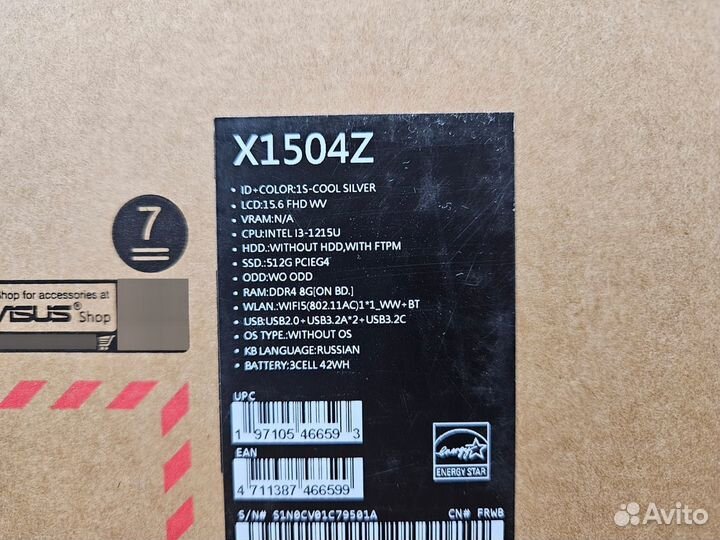 X1504Z
• ID+COLOR:1S-COOL SILVER
• LCD:15.6 FHD WV
• VRAM:N/A
• CPU:INTEL I3-1215U
• HDD.:WITHOUT HDD,WITH FTPM
• SSD.:512G PCIEG4
• ODD:WO ODD
• RAM:DDR4 8G[ON BD.]
• WLAN.:WIFI5(802.11AC)1*1_WW+BT
• USB:USB2.0+USB3.2A*2+USB3.2C
• OS TYPE.:WITHOUT OS
• KB LANGUAGE:RUSSIAN
• BATTERY:3CELL 42WH
7
Shop for accessories at
ASUS® Shop
UPC
1 97105 46659 3
EAN
4 711387 466599
energy
ENERGY STAR
S/N# S1N0CV01C79501A
CN# FRWB
Avito